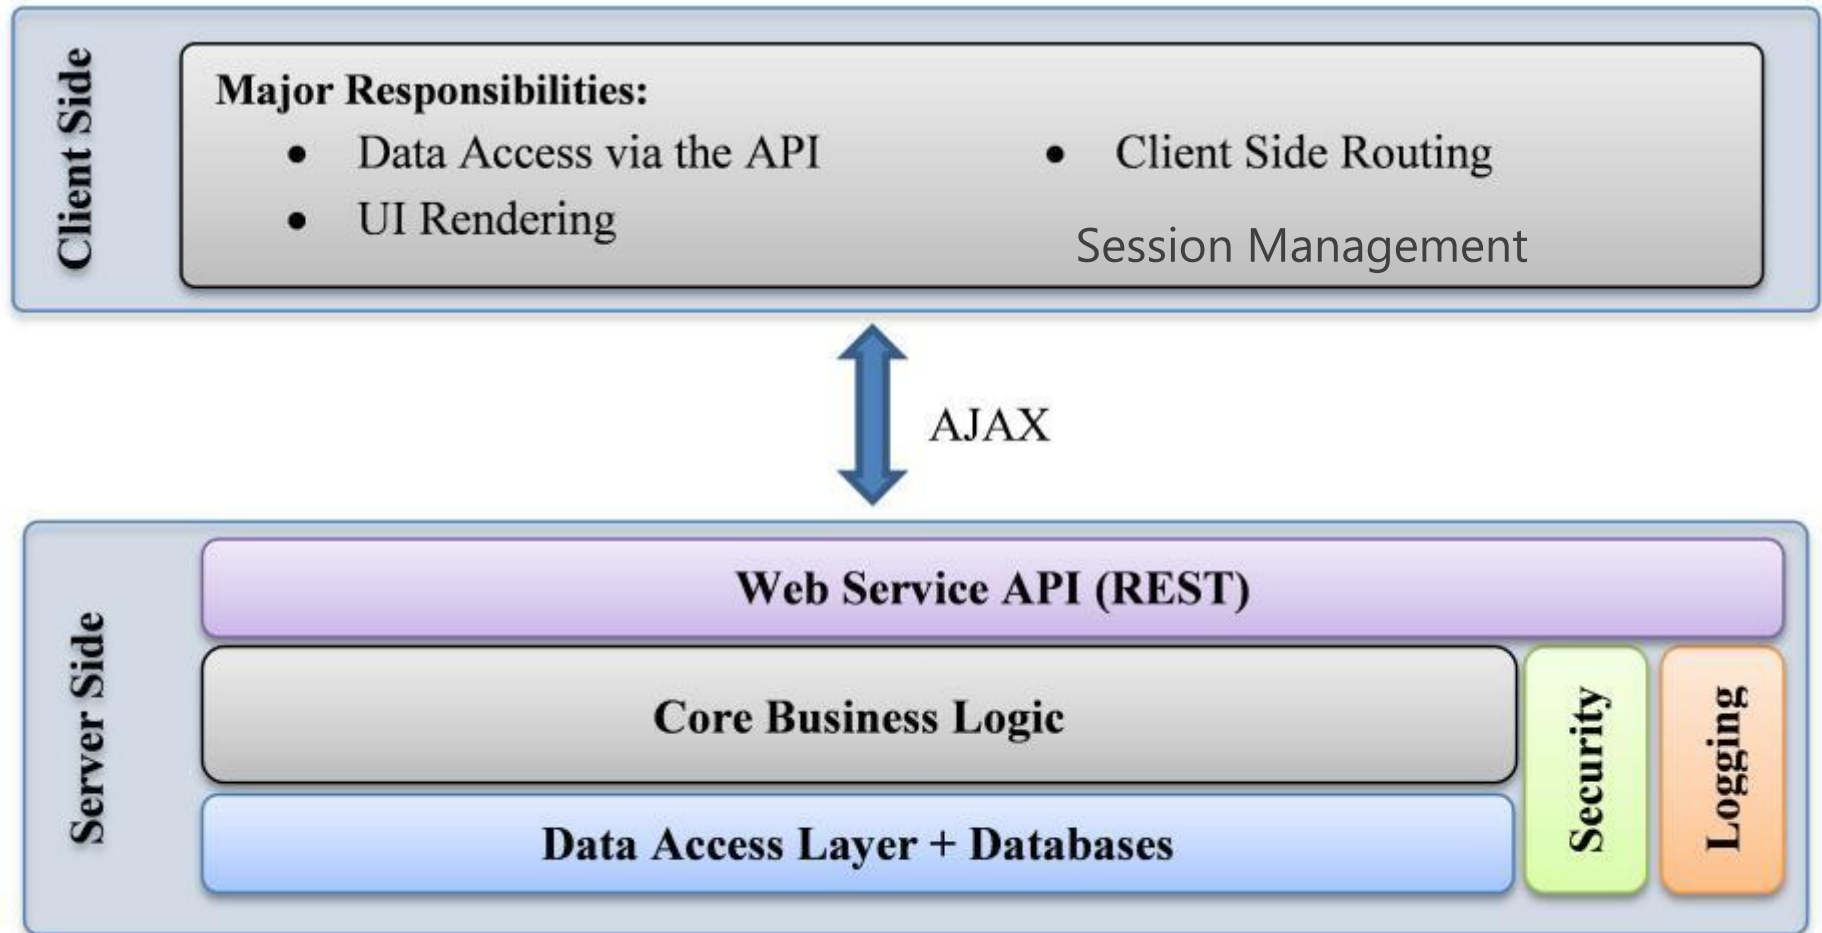 Client Side
Major Responsibilities:
• Data Access via the API
• UI Rendering
• Client Side Routing
Session Management
AJAX
Server Side
Web Service API (REST)
Core Business Logic
Data Access Layer + Databases
Security
Logging